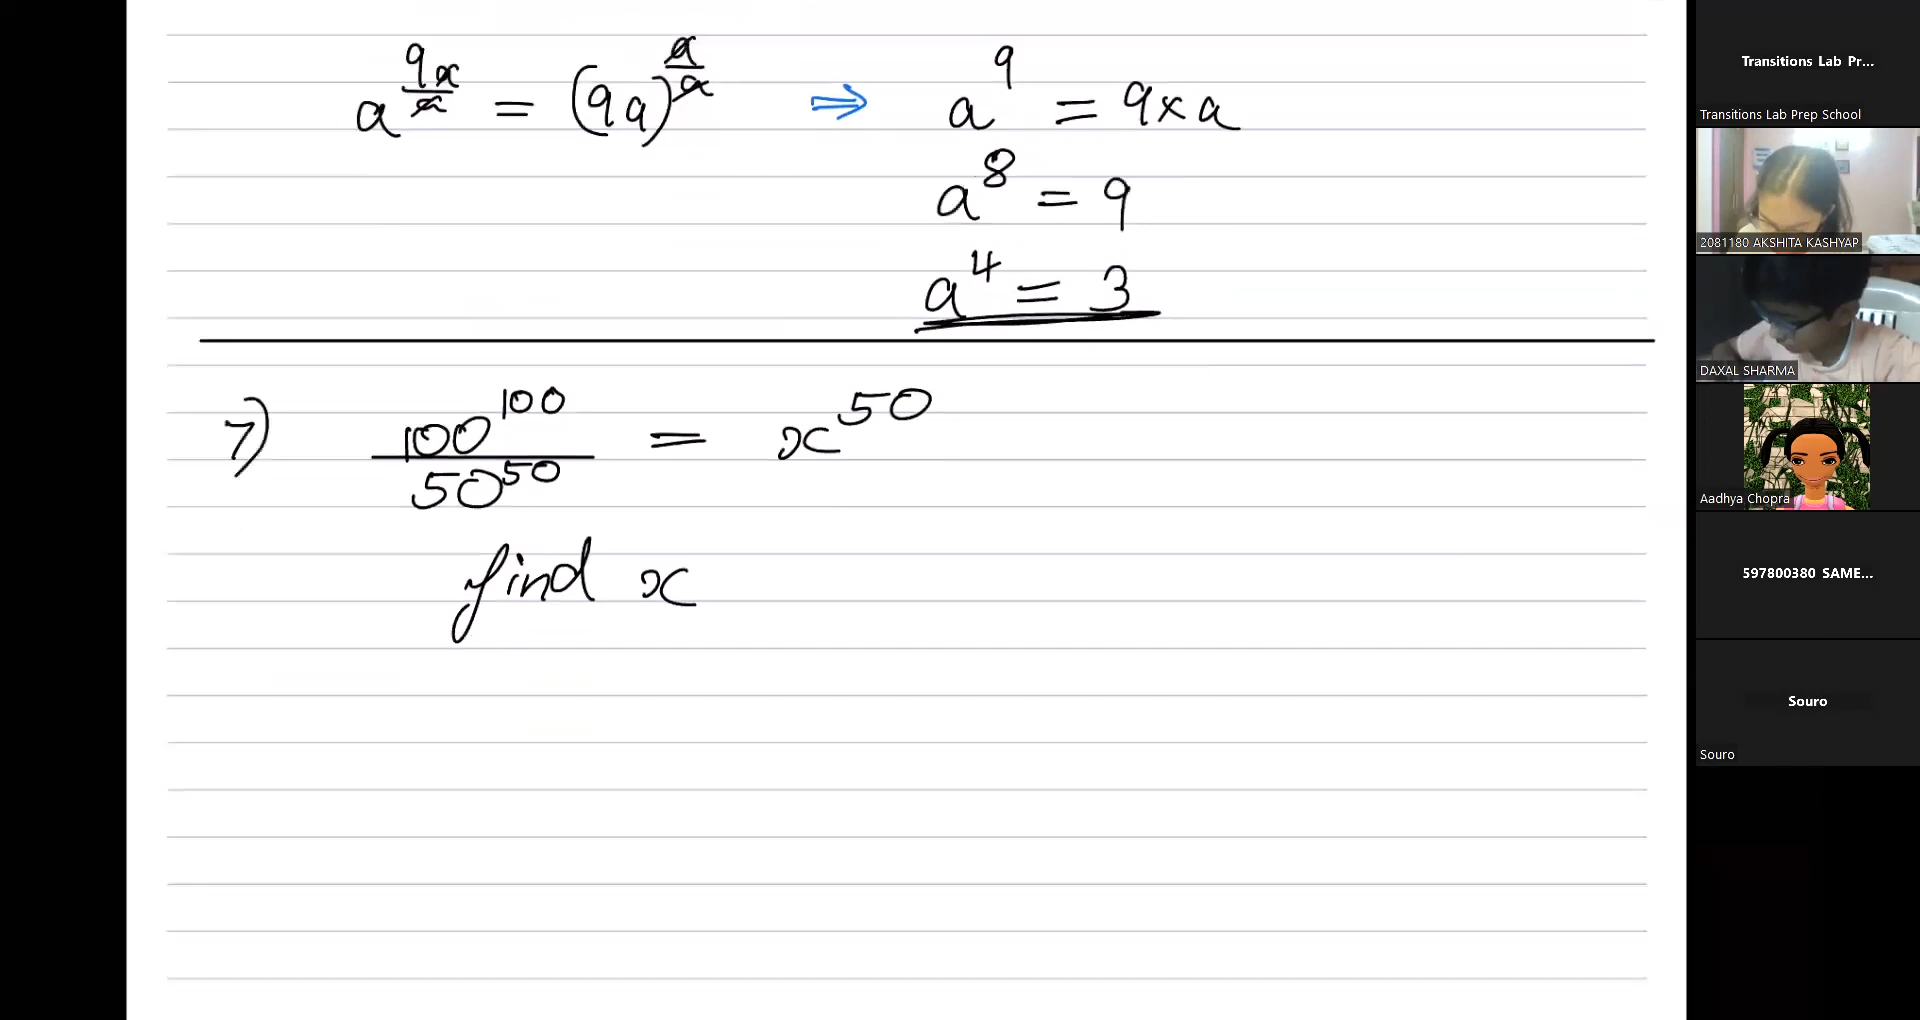 a^(9x/x) = (9a)^(x/x) ⇒ a^9 = 9×a
a^8 = 9
a^4 = 3
7) 100^100 / 50^50 = x^50
find x
Transitions Lab Pr...
Transitions Lab Prep School
2081180 AKSHITA KASHYAP
DAXAL SHARMA
Aadhya Chopra
597800380 SAME...
Souro
Souro